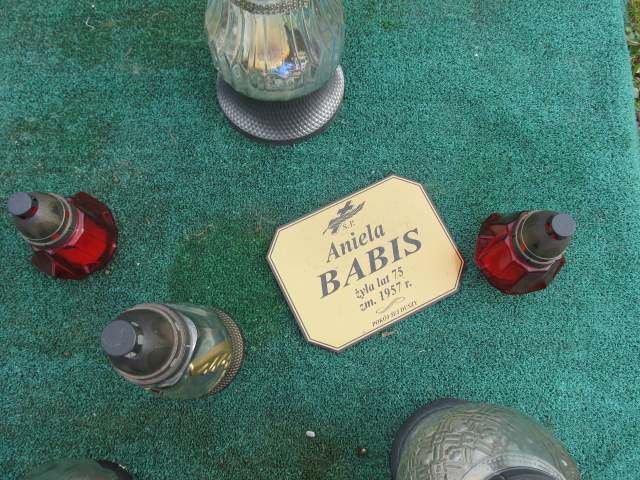 Ś.P.
Aniela
BABIS
żyła lat 75
zm. 1957 r.
POKÓJ JEJ DUSZY